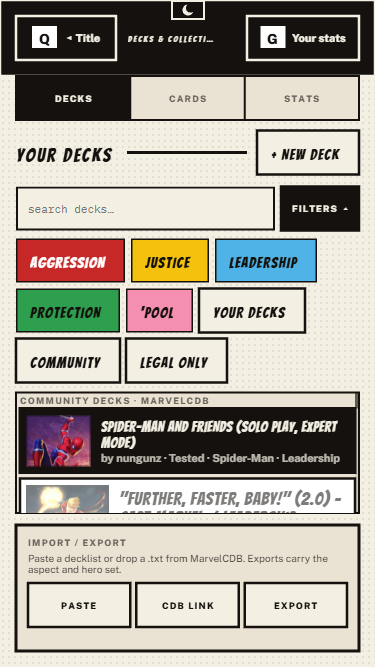 Q ◂ Title
DECKS & COLLECTI…
G Your stats
DECKS
CARDS
STATS
YOUR DECKS
+ NEW DECK
search decks…
FILTERS ▴
AGGRESSION
JUSTICE
LEADERSHIP
PROTECTION
'POOL
YOUR DECKS
COMMUNITY
LEGAL ONLY
COMMUNITY DECKS · MARVELCDB
SPIDER-MAN AND FRIENDS (SOLO PLAY, EXPERT
MODE)
by nungunz · Tested · Spider-Man · Leadership
"FURTHER, FASTER, BABY!" (2.0) -
IMPORT / EXPORT
Paste a decklist or drop a .txt from MarvelCDB. Exports carry the
aspect and hero set.
PASTE
CDB LINK
EXPORT